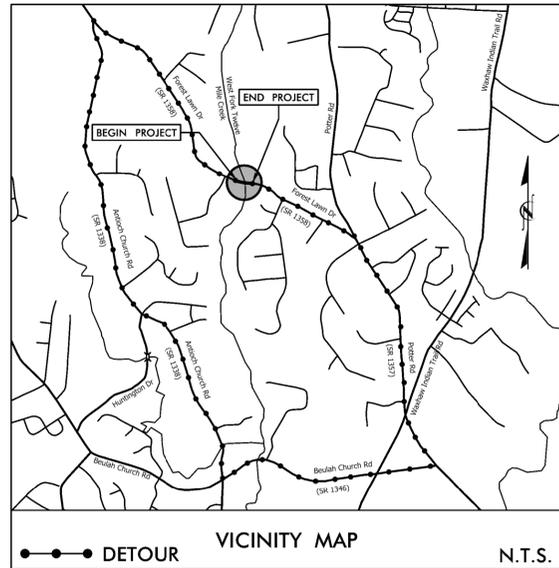 Waxhaw Indian Trail Rd
Forest Lawn Dr
(SR 1358)
West Fork Twelve
Mile Creek
END PROJECT
Potter Rd
BEGIN PROJECT
Forest Lawn Dr
(SR 1358)
Antioch Church Rd
(SR 1338)
Potter Rd
(SR 1357)
Waxhaw Indian Trail Rd
Antioch Church Rd
(SR 1338)
Huntington Dr
Beulah Church Rd
Beulah Church Rd
(SR 1346)
VICINITY MAP
DETOUR
N.T.S.